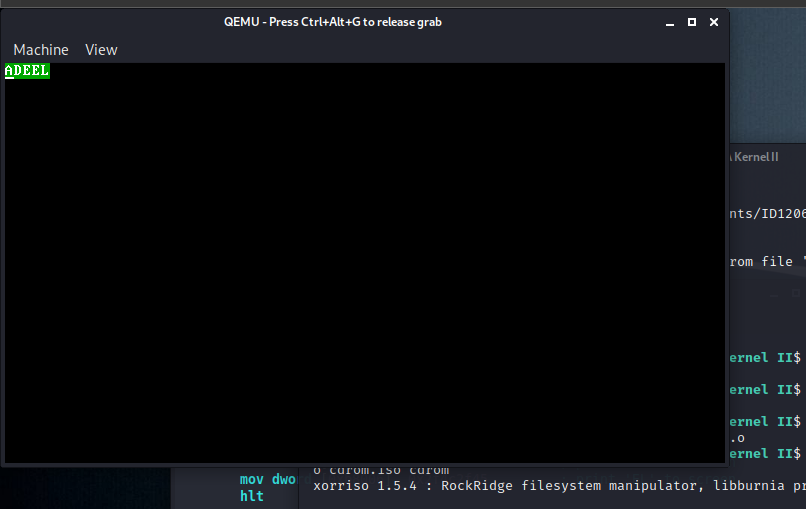 QEMU - Press Ctrl+Alt+G to release grab
Machine View
ADEEL
Kernel II
nts/ID1206
rom file '
ernel II$
ernel II$
ernel II$
.o
ernel II$
o cdrom.iso cdrom
mov dwo
xorriso 1.5.4 : RockRidge filesystem manipulator, libburnia pr
hlt